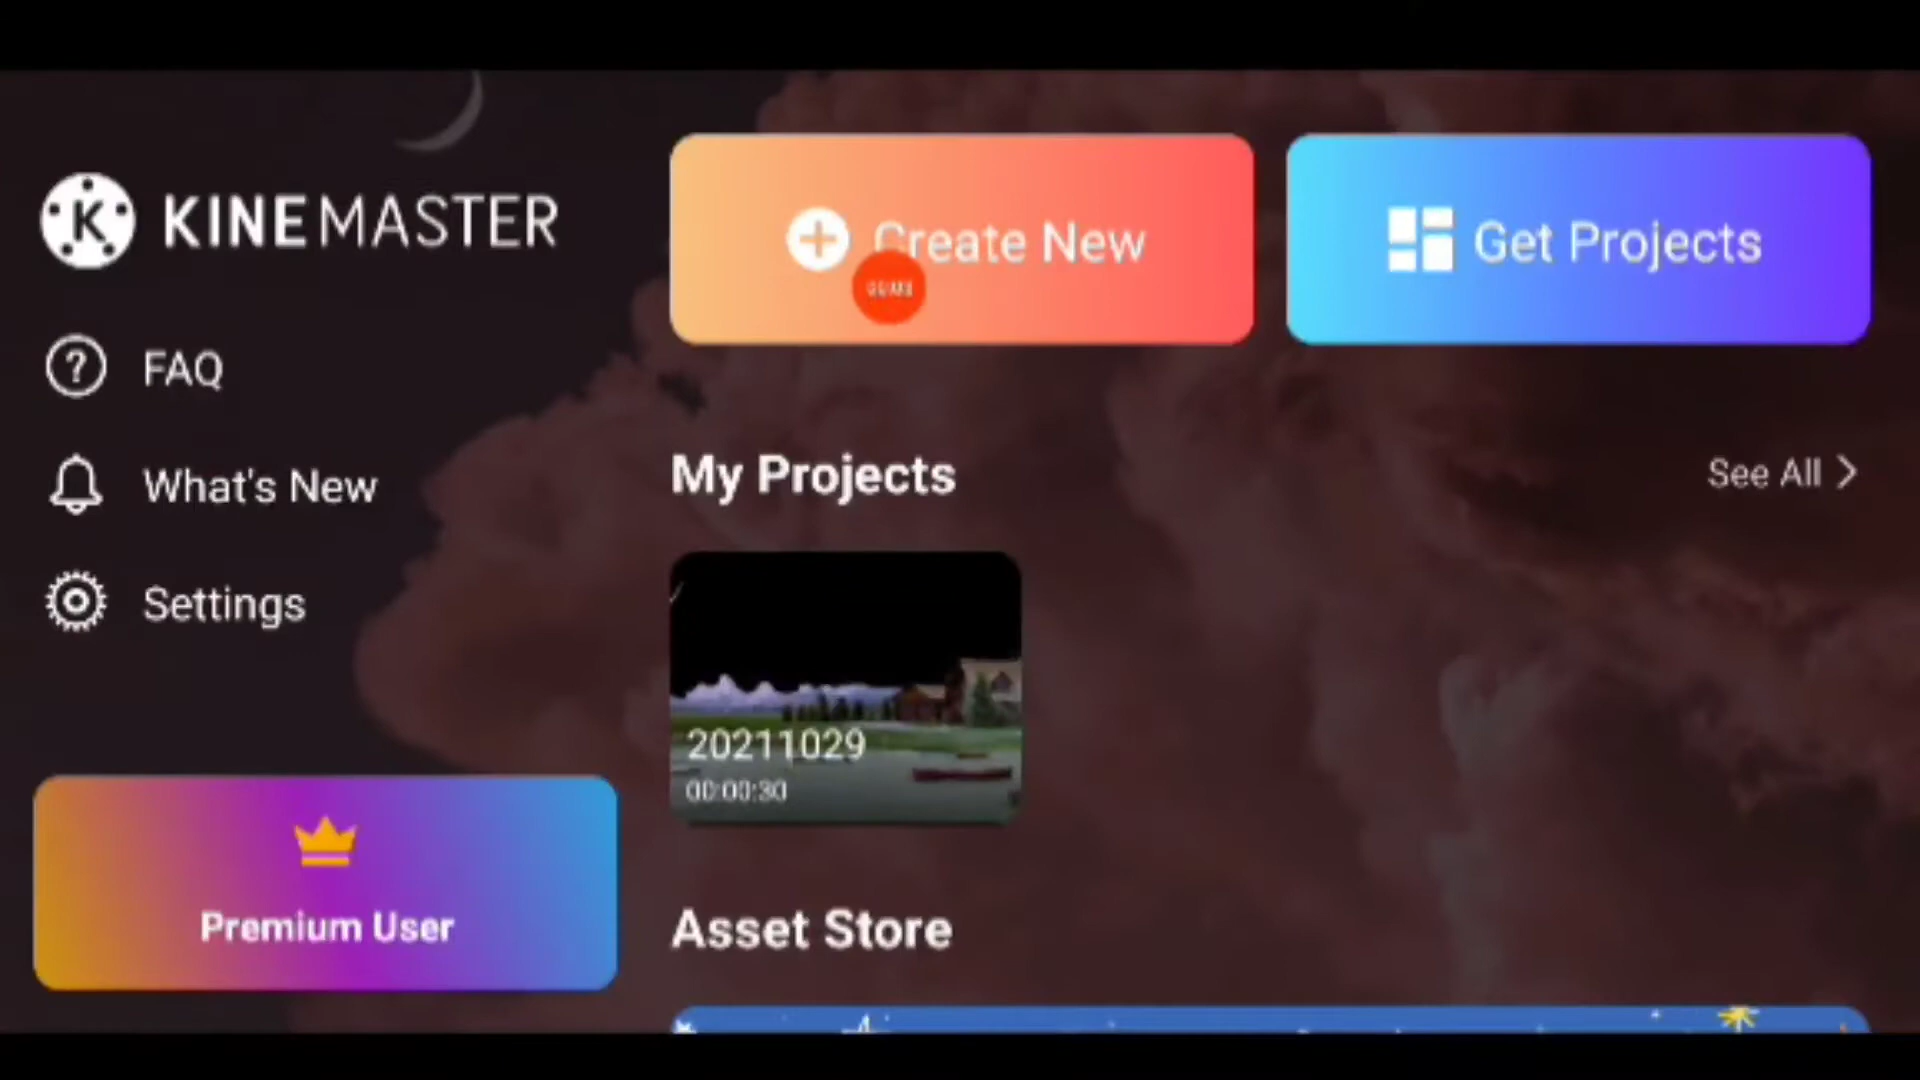 KINEMASTER
FAQ
What's New
Settings
Premium User
Create New
Get Projects
My Projects
See All
20211029
00:00:30
Asset Store